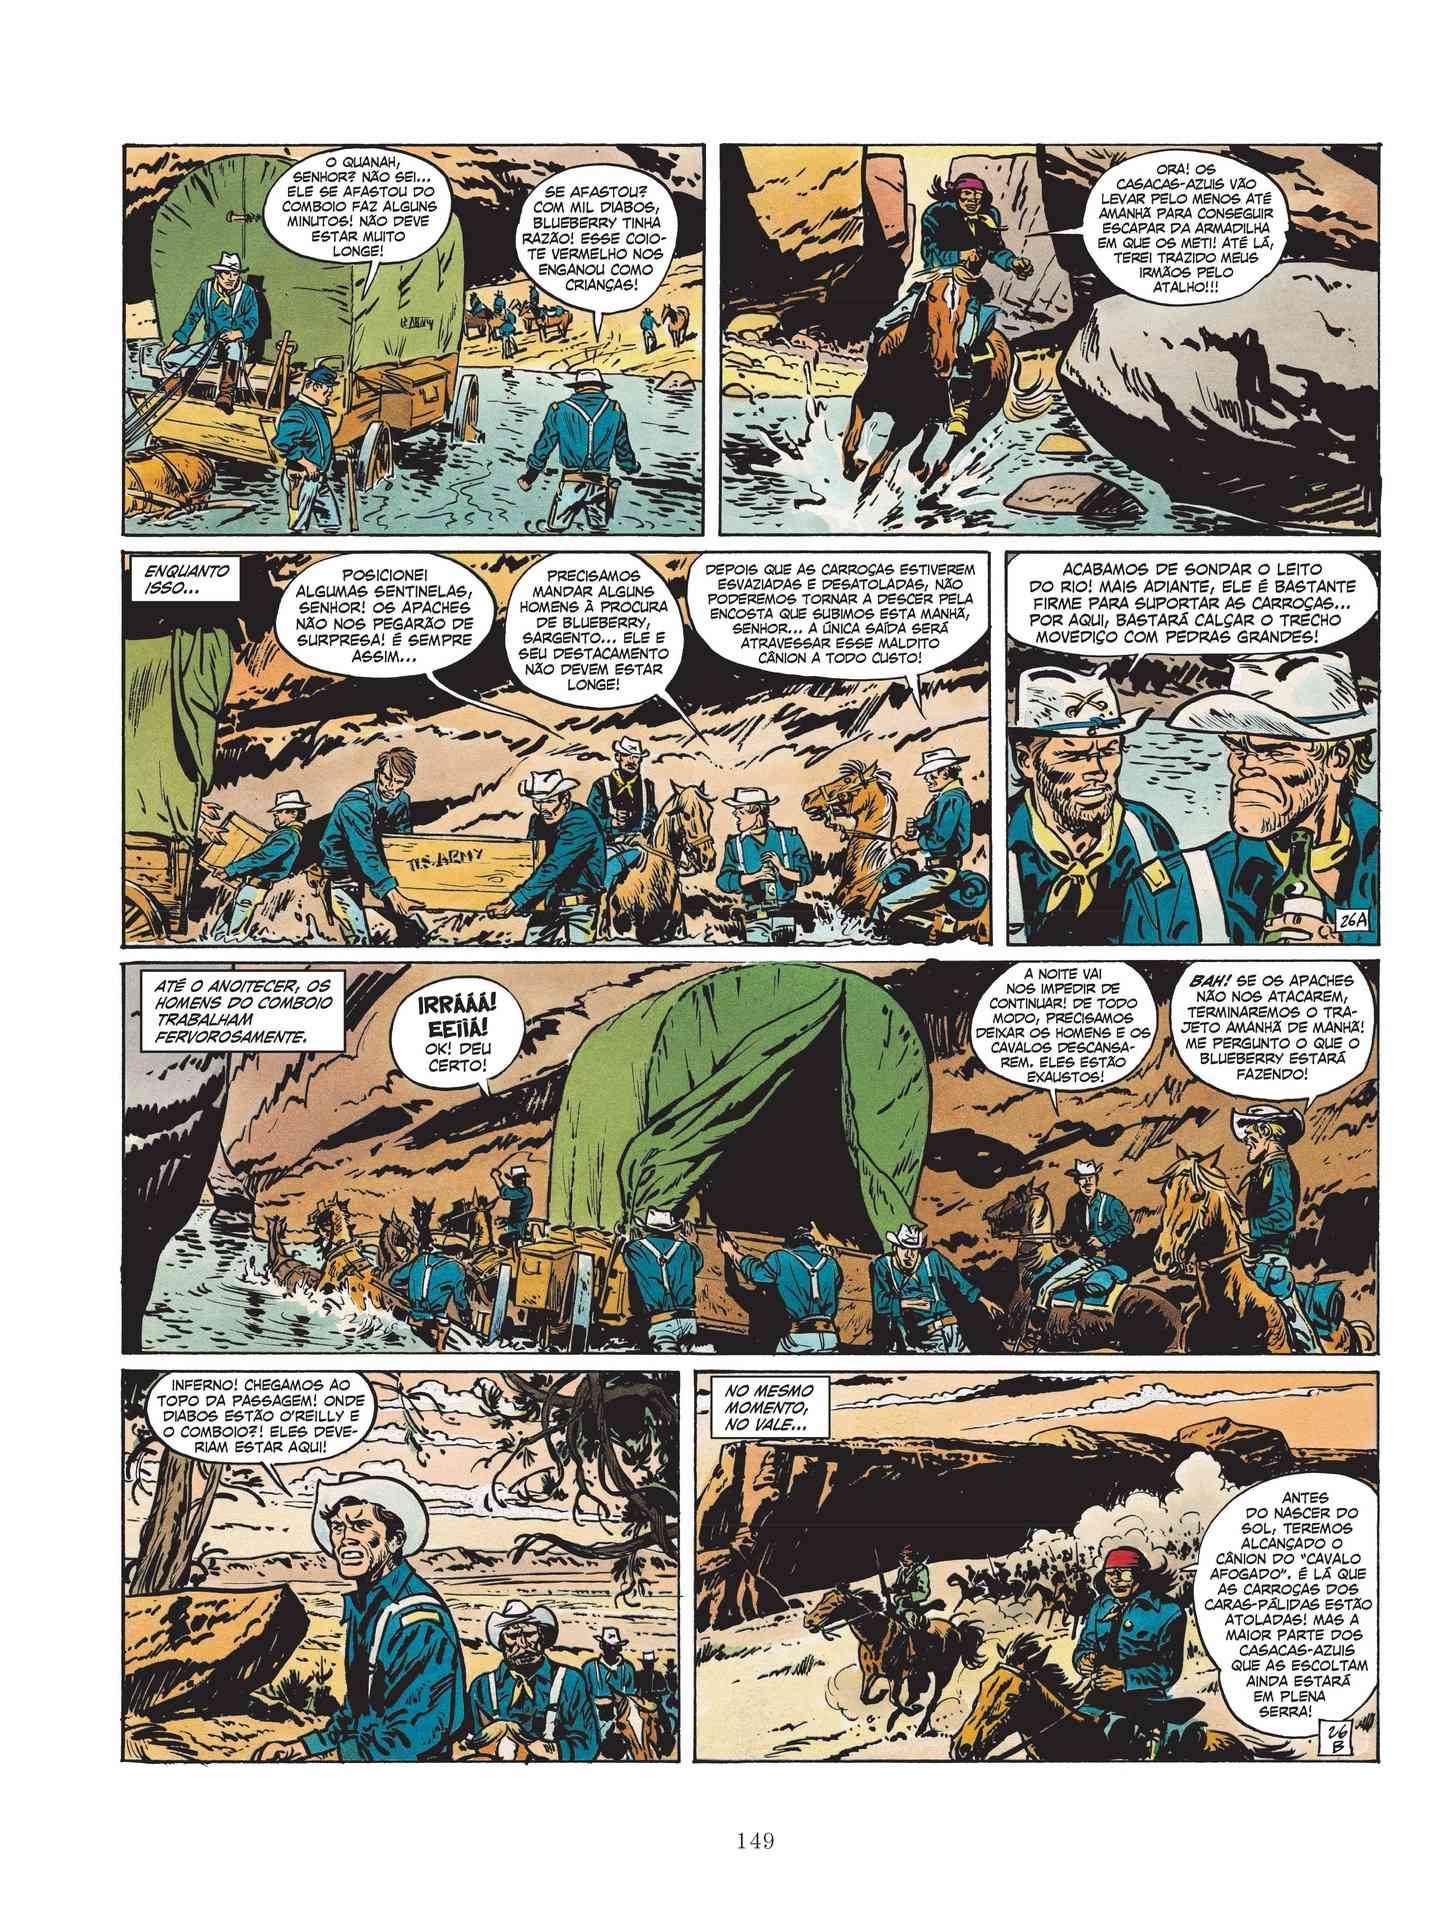 O QUANAH,
SENHOR? NÃO SEI...
ELE SE AFASTOU DO
COMBOIO FAZ ALGUNS
MINUTOS! NÃO DEVE
ESTAR MUITO
LONGE!
SE AFASTOU?
COM MIL DIABOS,
BLUEBERRY TINHA
RAZÃO! ESSE COIO-
TE VERMELHO NOS
ENGANOU COMO
CRIANÇAS!
ORA! OS
CASACAS-AZUIS VÃO
LEVAR PELO MENOS ATÉ
AMANHÃ PARA CONSEGUIR
ESCAPAR DA ARMADILHA
EM QUE OS METI! ATÉ LÁ,
TEREI TRAZIDO MEUS
IRMÃOS PELO
ATALHO!!!
ENQUANTO
ISSO...
POSICIONEI
ALGUMAS SENTINELAS,
SENHOR! OS APACHES
NÃO NOS PEGARÃO DE
SURPRESA! É SEMPRE
ASSIM...
PRECISAMOS
MANDAR ALGUNS
HOMENS À PROCURA
DE BLUEBERRY,
SARGENTO... ELE E
SEU DESTACAMENTO
NÃO DEVEM ESTAR
LONGE!
DEPOIS QUE AS CARROÇAS ESTIVEREM
ESVAZIADAS E DESATOLADAS, NÃO
PODEREMOS TORNAR A DESCER PELA
ENCOSTA QUE SUBIMOS ESTA MANHÃ,
SENHOR... A ÚNICA SAÍDA SERÁ
ATRAVESSAR ESSE MALDITO
CÂNION A TODO CUSTO!
U.S. ARMY
ACABAMOS DE SONDAR O LEITO
DO RIO! MAIS ADIANTE, ELE É BASTANTE
FIRME PARA SUPORTAR AS CARROÇAS...
POR AQUI, BASTARÁ CALÇAR O TRECHO
MOVEDIÇO COM PEDRAS GRANDES!
26A
ATÉ O ANOITECER, OS
HOMENS DO COMBOIO
TRABALHAM
FERVOROSAMENTE.
IRRÁÁÁ!
EEIIÁ!
OK! DEU
CERTO!
A NOITE VAI
NOS IMPEDIR DE
CONTINUAR! DE TODO
MODO, PRECISAMOS
DEIXAR OS HOMENS E OS
CAVALOS DESCANSA-
REM. ELES ESTÃO
EXAUSTOS!
BAH! SE OS APACHES
NÃO NOS ATACAREM,
TERMINAREMOS O TRA-
JETO AMANHÃ DE MANHÃ!
ME PERGUNTO O QUE O
BLUEBERRY ESTARÁ
FAZENDO!
INFERNO! CHEGAMOS AO
TOPO DA PASSAGEM! ONDE
DIABOS ESTÃO O'REILLY E
O COMBOIO?! ELES DEVE-
RIAM ESTAR AQUI!
NO MESMO
MOMENTO,
NO VALE...
ANTES
DO NASCER DO
SOL, TEREMOS
ALCANÇADO O
CÂNION DO "CAVALO
AFOGADO". É LÁ QUE
AS CARROÇAS DOS
CARAS-PÁLIDAS ESTÃO
ATOLADAS! MAS A
MAIOR PARTE DOS
CASACAS-AZUIS
QUE AS ESCOLTAM
AINDA ESTARÁ
EM PLENA
SERRA!
26
B
149